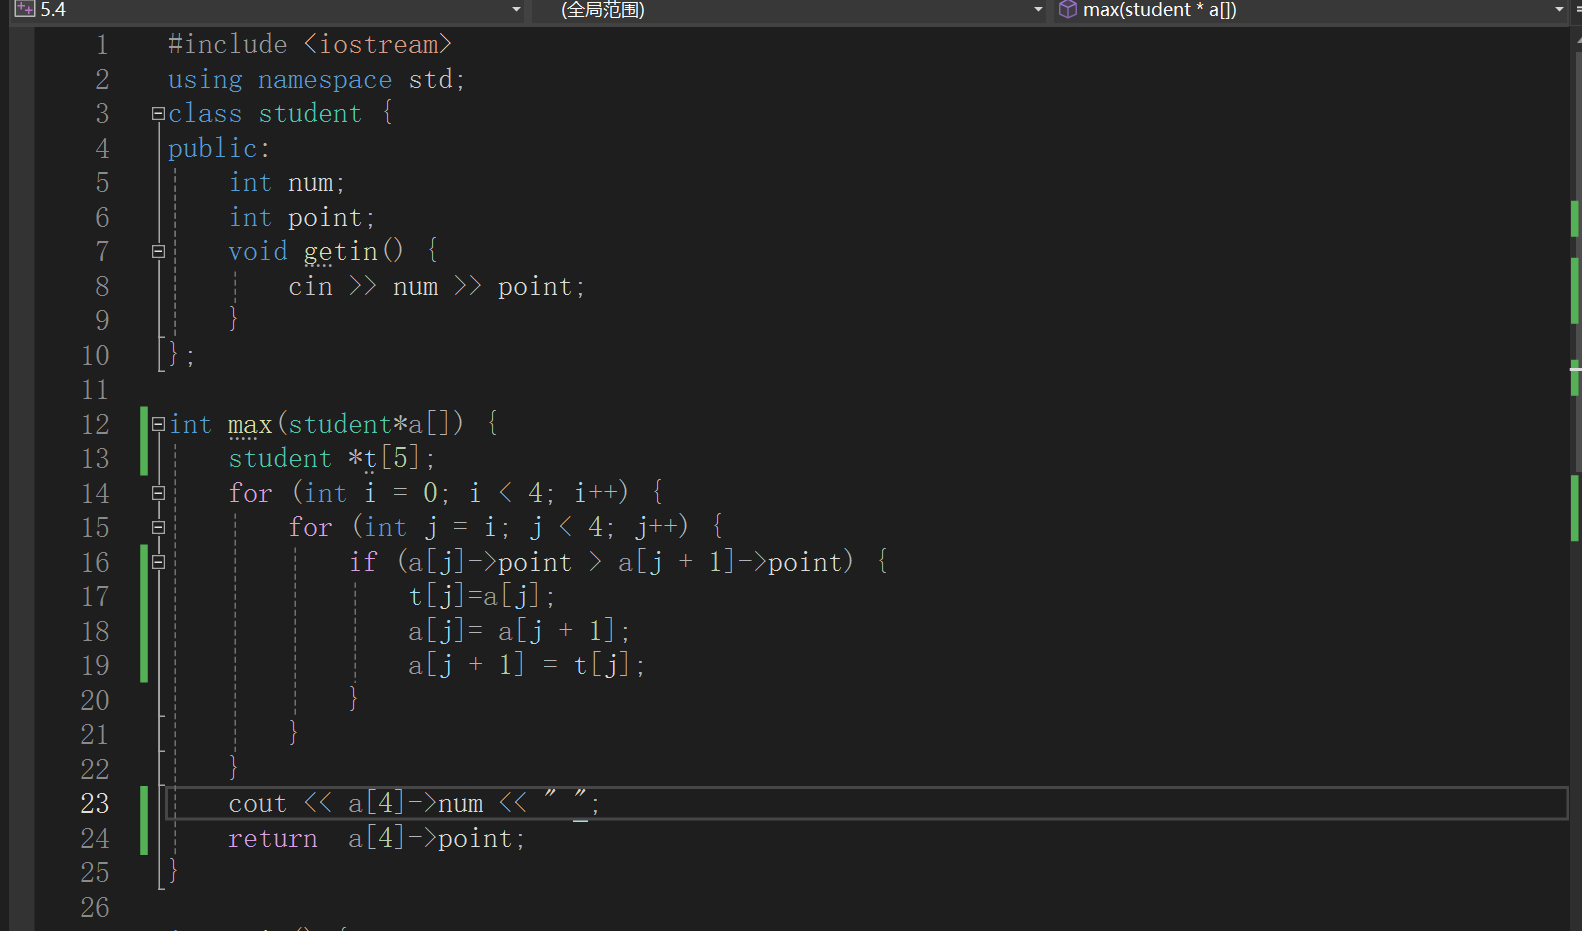 5.4 (全局范围) max(student * a[])
1 #include <iostream>
2 using namespace std;
3 class student {
4 public:
5 int num;
6 int point;
7 void getin() {
8 cin >> num >> point;
9 }
10 };
11
12 int max(student*a[]) {
13 student *t[5];
14 for (int i = 0; i < 4; i++) {
15 for (int j = i; j < 4; j++) {
16 if (a[j]->point > a[j + 1]->point) {
17 t[j]=a[j];
18 a[j]= a[j + 1];
19 a[j + 1] = t[j];
20 }
21 }
22 }
23 cout << a[4]->num << " ";
24 return  a[4]->point;
25 }
26